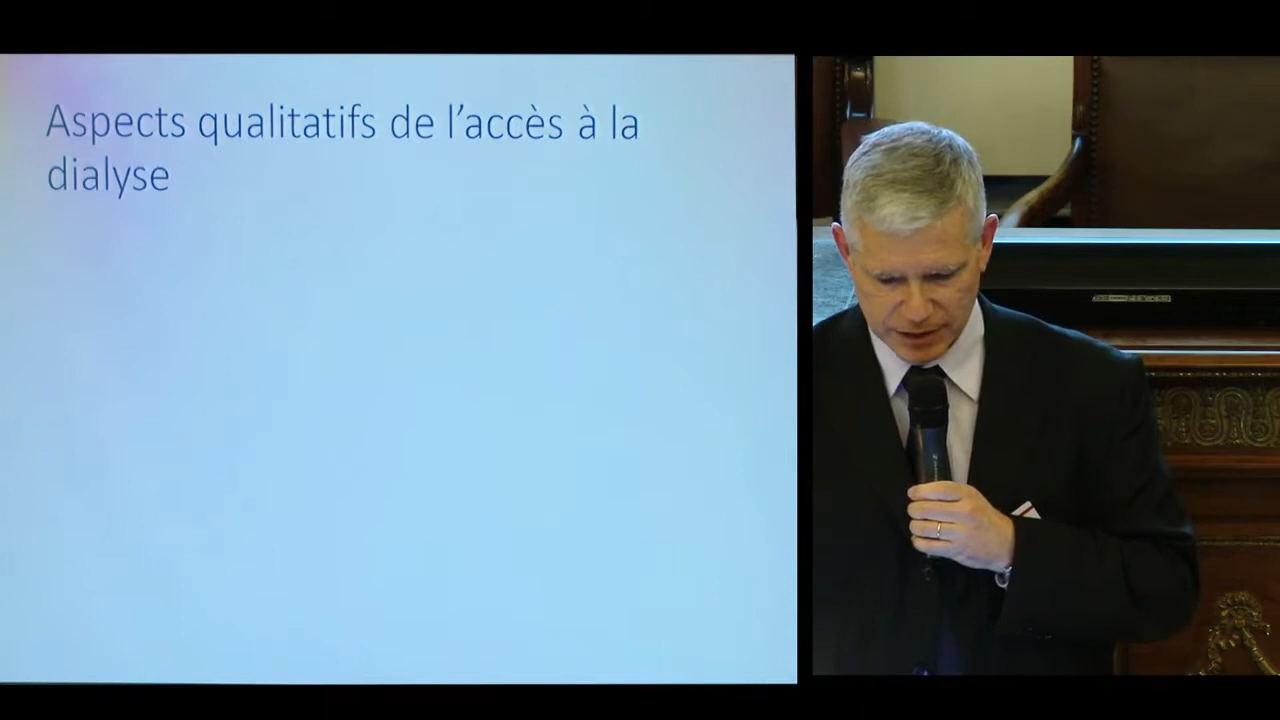 Aspects qualitatifs de l’accès à la
dialyse